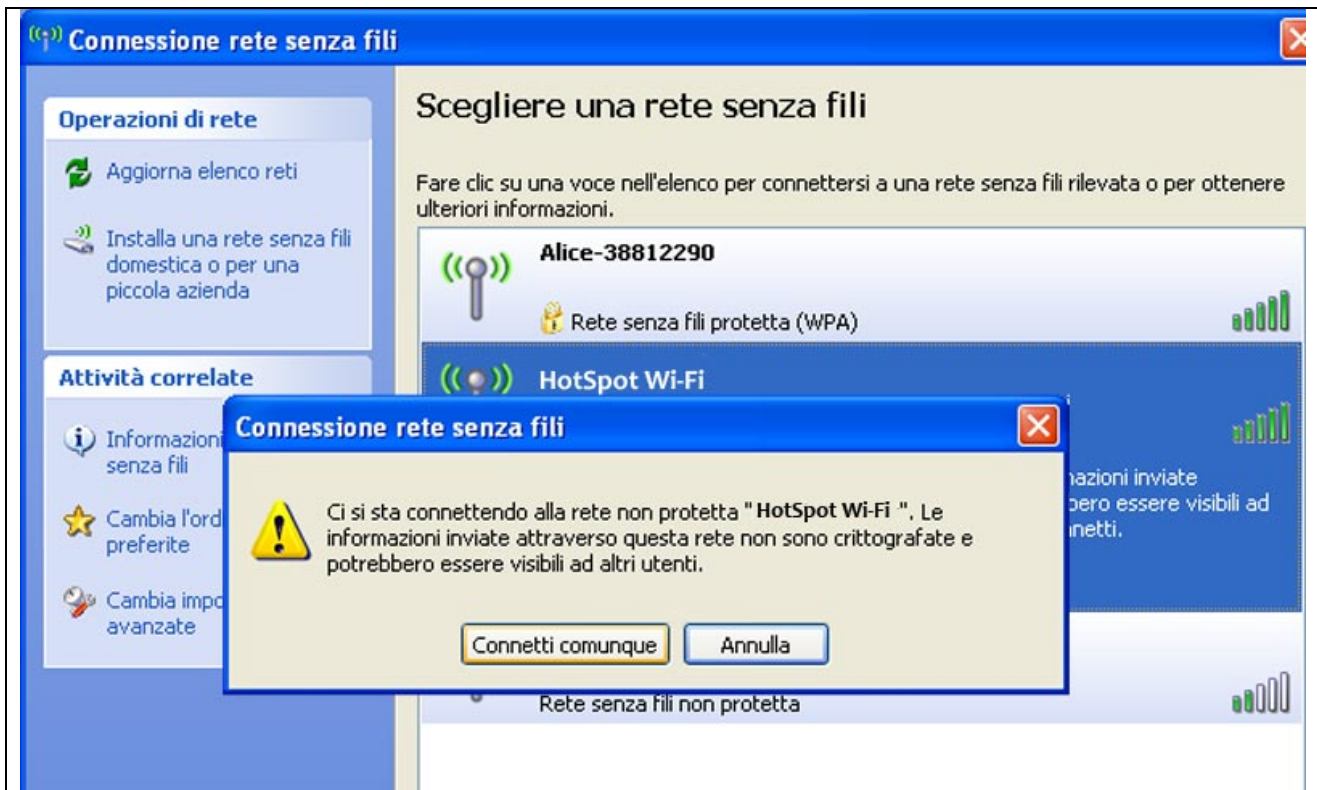 Connessione rete senza fili
Operazioni di rete
Aggiorna elenco reti
Installa una rete senza fili
domestica o per una
piccola azienda
Attività correlate
Informazioni
senza fili
Cambia l'ord
preferite
Cambia impo
avanzate
Scegliere una rete senza fili
Fare clic su una voce nell'elenco per connettersi a una rete senza fili rilevata o per ottenere
ulteriori informazioni.
Alice-38812290
Rete senza fili protetta (WPA)
HotSpot Wi-Fi
mazioni inviate
bero essere visibili ad
nnetti.
Rete senza fili non protetta
Connessione rete senza fili
Ci si sta connettendo alla rete non protetta "HotSpot Wi-Fi ". Le
informazioni inviate attraverso questa rete non sono crittografate e
potrebbero essere visibili ad altri utenti.
Connetti comunque
Annulla